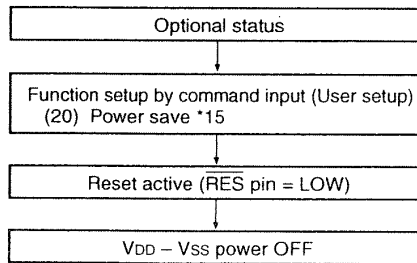 Optional status
Function setup by command input (User setup)
(20) Power save *15
Reset active (R̅E̅S̅ pin = LOW)
VDD – VSS power OFF